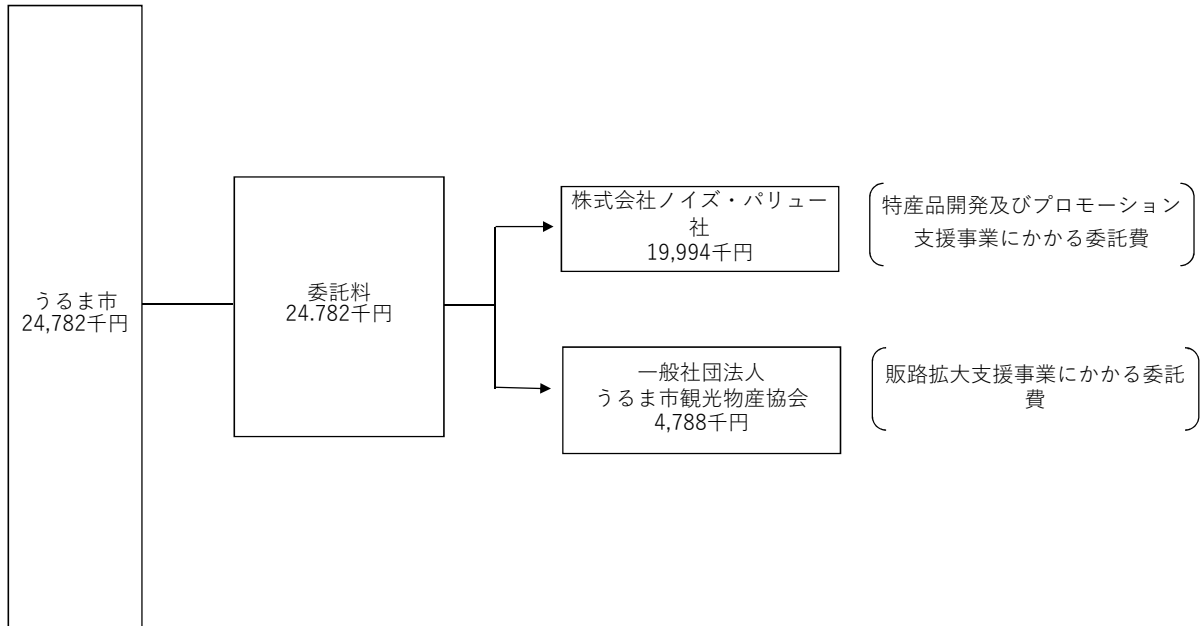 うるま市
24,782千円
委託料
24.782千円
株式会社ノイズ・パリュー
社
19,994千円
特産品開発及びプロモーション
支援事業にかかる委託費
一般社団法人
うるま市観光物産協会
4,788千円
販路拡大支援事業にかかる委託
費